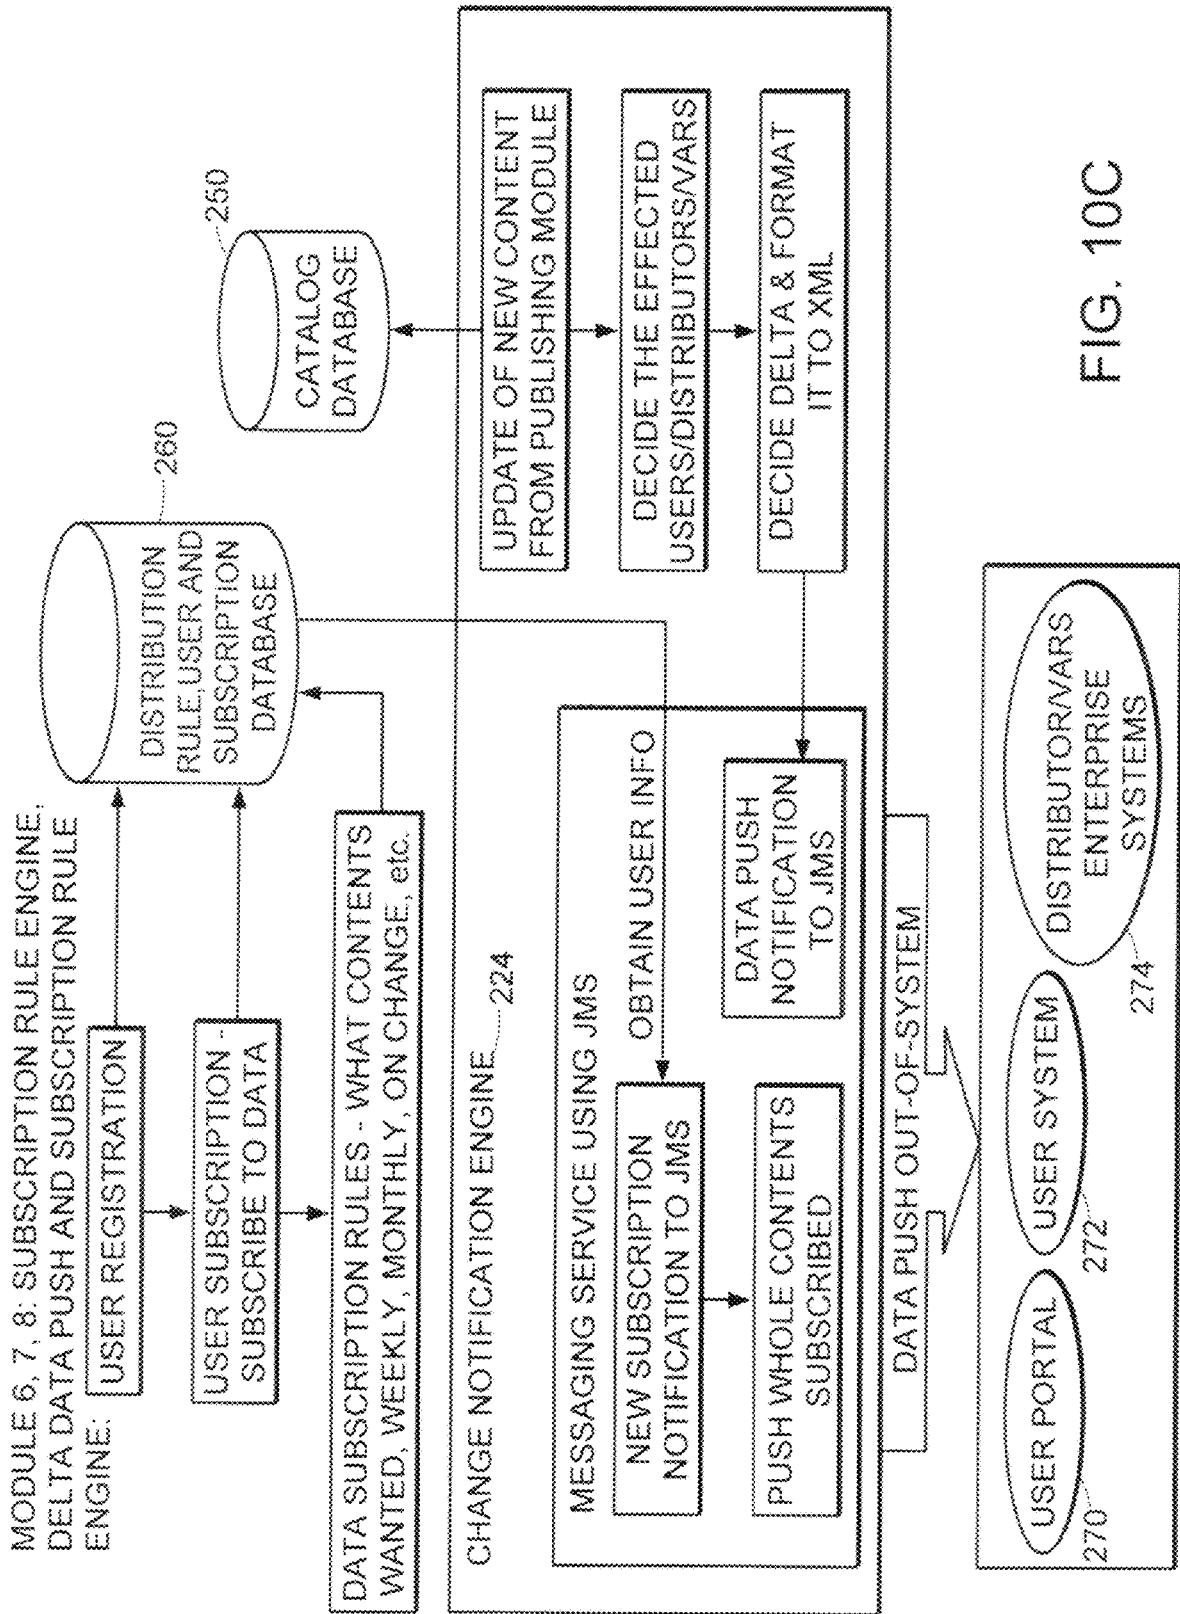 MODULE 6, 7, 8: SUBSCRIPTION RULE ENGINE,
DELTA DATA PUSH AND SUBSCRIPTION RULE
ENGINE:
USER REGISTRATION
USER SUBSCRIPTION -
SUBSCRIBE TO DATA
DATA SUBSCRIPTION RULES - WHAT CONTENTS
WANTED, WEEKLY, MONTHLY, ON CHANGE, etc.
260
DISTRIBUTION
RULE, USER AND
SUBSCRIPTION
DATABASE
250
CATALOG
DATABASE
CHANGE NOTIFICATION ENGINE
224
MESSAGING SERVICE USING JMS
NEW SUBSCRIPTION
NOTIFICATION TO JMS
PUSH WHOLE CONTENTS
SUBSCRIBED
OBTAIN USER INFO
DATA PUSH
NOTIFICATION
TO JMS
UPDATE OF NEW CONTENT
FROM PUBLISHING MODULE
DECIDE THE EFFECTED
USERS/DISTRIBUTORS/VARS
DECIDE DELTA & FORMAT
IT TO XML
DATA PUSH OUT-OF-SYSTEM
USER PORTAL
270
USER SYSTEM
272
DISTRIBUTOR/VARS
ENTERPRISE
SYSTEMS
274
FIG. 10C